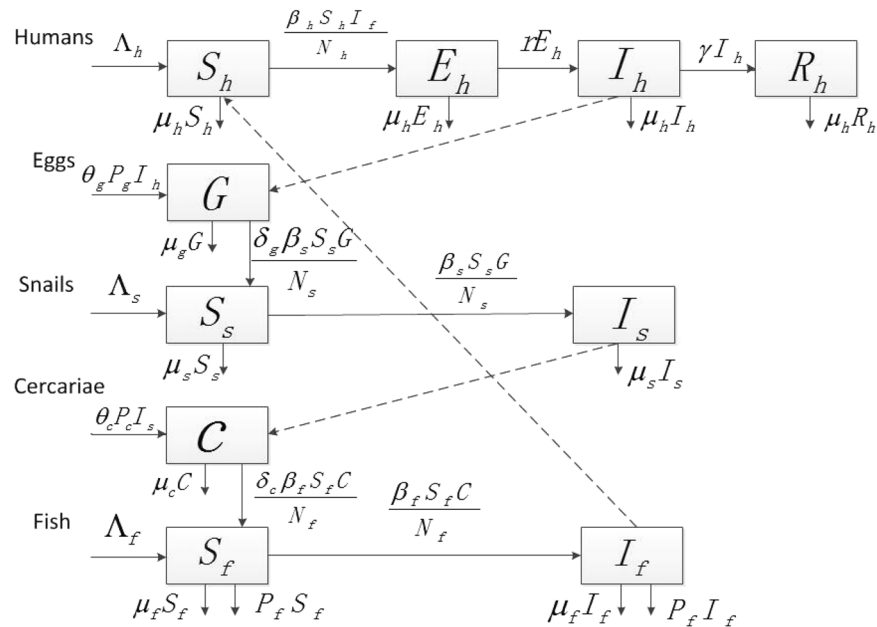 Humans Λ_h S_h β_h S_h I_f / N_h E_h rE_h I_h γI_h R_h
μ_h S_h μ_h E_h μ_h I_h μ_h R_h
Eggs
θ_g P_g I_h G
μ_g G δ_g β_s S_s G / N_s
Snails Λ_s S_s β_s S_s G / N_s I_s
μ_s S_s μ_s I_s
Cercariae
θ_c P_c I_s C
μ_c C δ_c β_f S_f C / N_f
Fish Λ_f S_f β_f S_f C / N_f I_f
μ_f S_f P_f S_f μ_f I_f P_f I_f